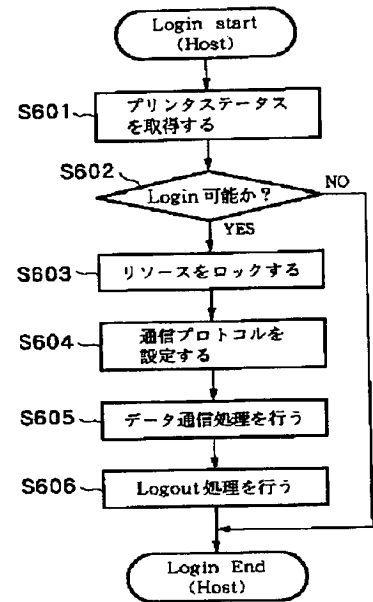 Login start
(Host)
S601
プリンタステータス
を取得する
S602
Login 可能か？
NO
YES
S603
リソースをロックする
S604
通信プロトコルを
設定する
S605
データ通信処理を行う
S606
Logout 処理を行う
Login End
(Host)